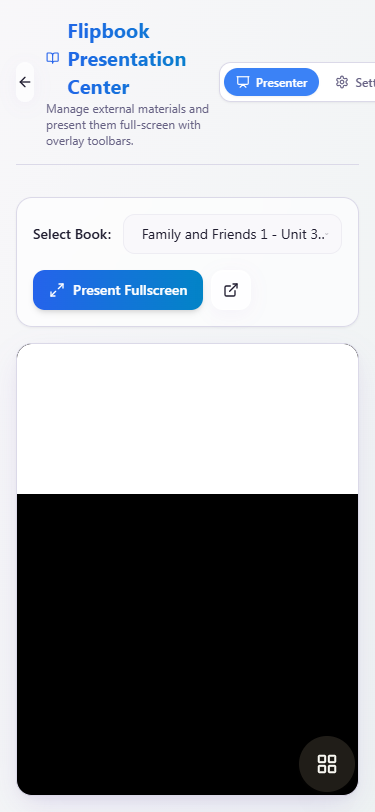 Flipbook
Presentation
Center
Manage external materials and
present them full-screen with
overlay toolbars.
Presenter
Sett
Select Book:
Family and Friends 1 - Unit 3..
Present Fullscreen